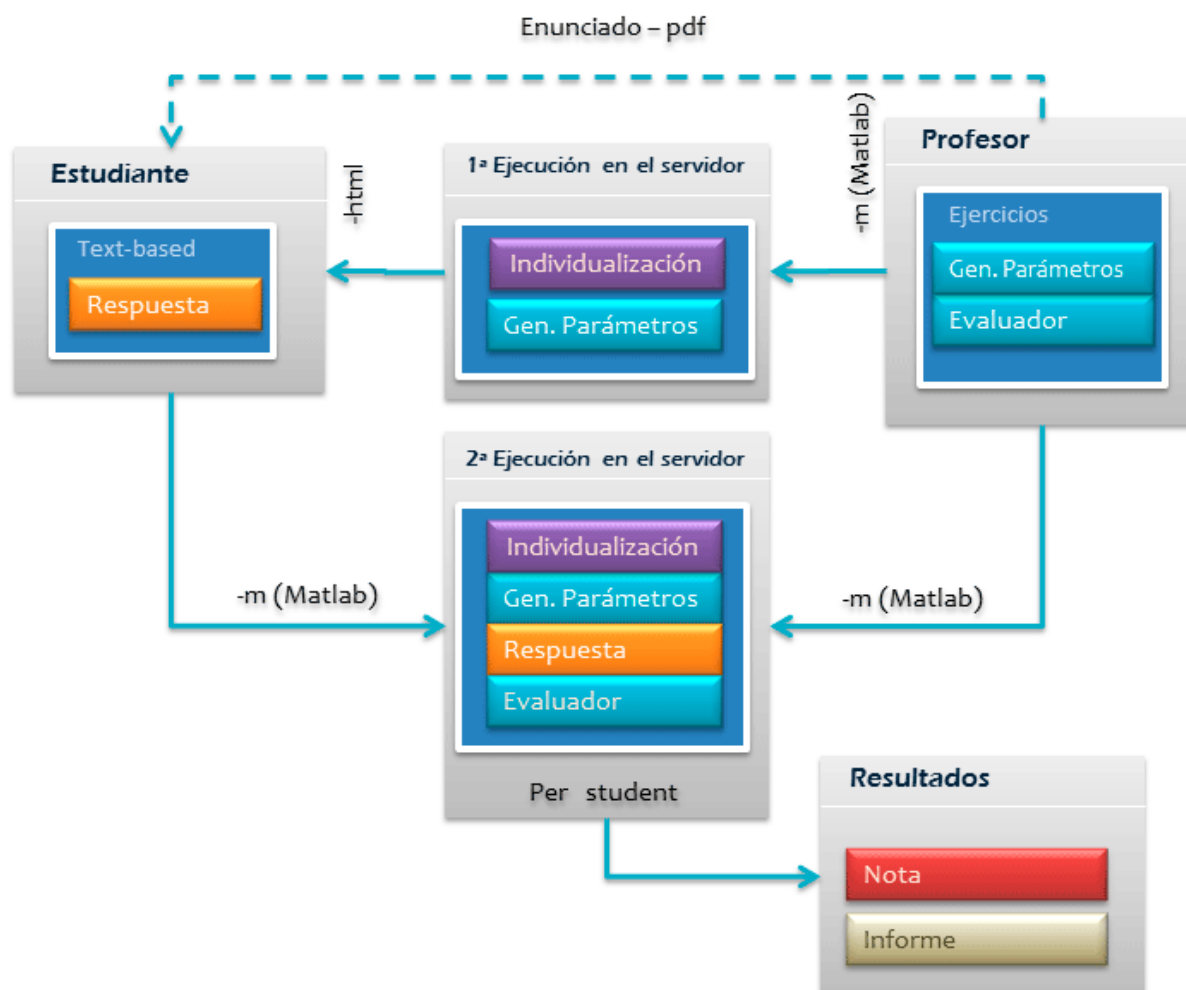 Enunciado – pdf
Estudiante
Text-based
Respuesta
-html
1ª Ejecución en el servidor
Individualización
Gen. Parámetros
-m (Matlab)
Profesor
Ejercicios
Gen. Parámetros
Evaluador
2ª Ejecución en el servidor
Individualización
Gen. Parámetros
Respuesta
Evaluador
Per student
-m (Matlab)
-m (Matlab)
Resultados
Nota
Informe